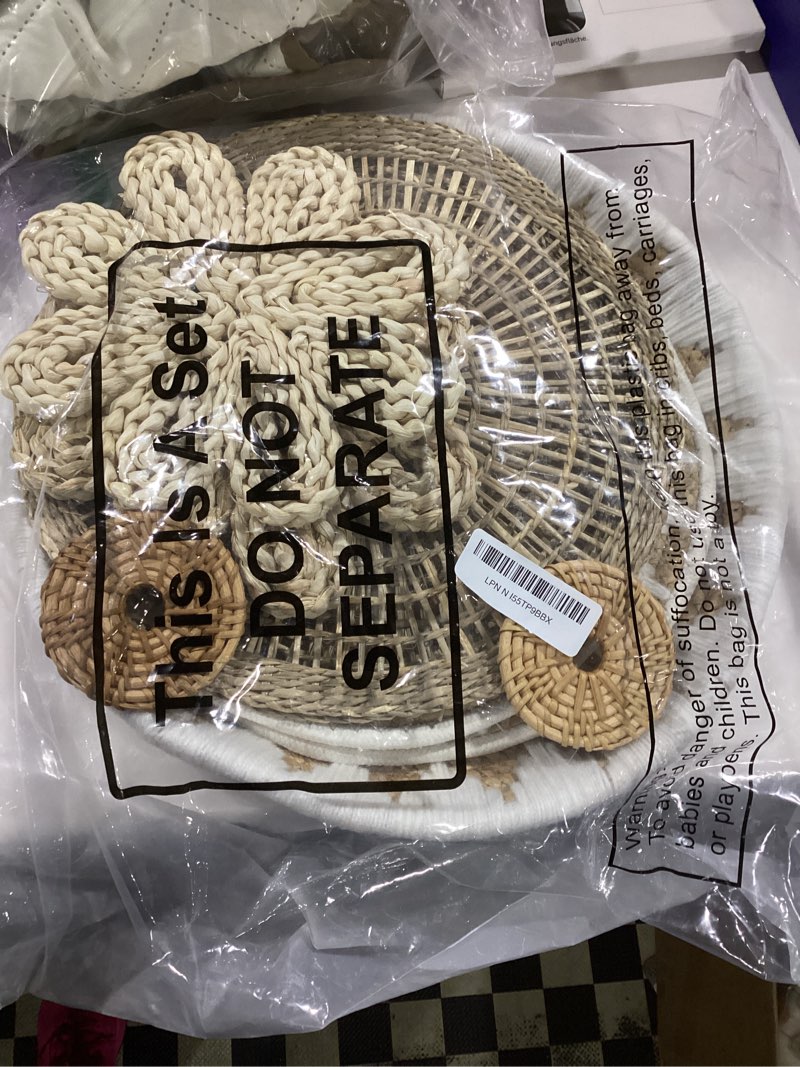 angsfläche.
This Is A Set
DO NOT
SEPARATE
LPN N I55TP9BBX
Warning:
To avoid danger of suffocation, keep this plastic bag away from
babies and children. Do not use this bag in cribs, beds, carriages,
or playpens. This bag is not a toy.